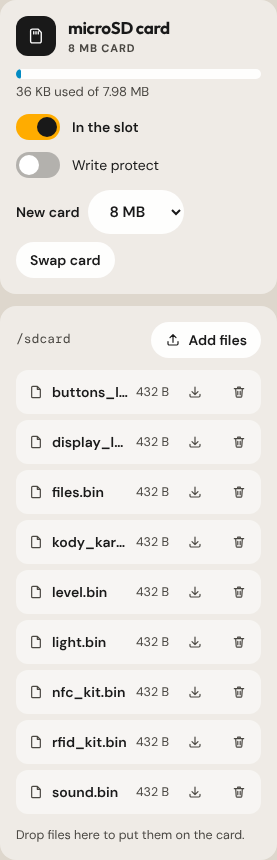 microSD card
8 MB CARD
36 KB used of 7.98 MB
In the slot
Write protect
New card 8 MB
Swap card
/sdcard Add files
buttons_l... 432 B
display_l... 432 B
files.bin 432 B
kody_kar... 432 B
level.bin 432 B
light.bin 432 B
nfc_kit.bin 432 B
rfid_kit.bin 432 B
sound.bin 432 B
Drop files here to put them on the card.